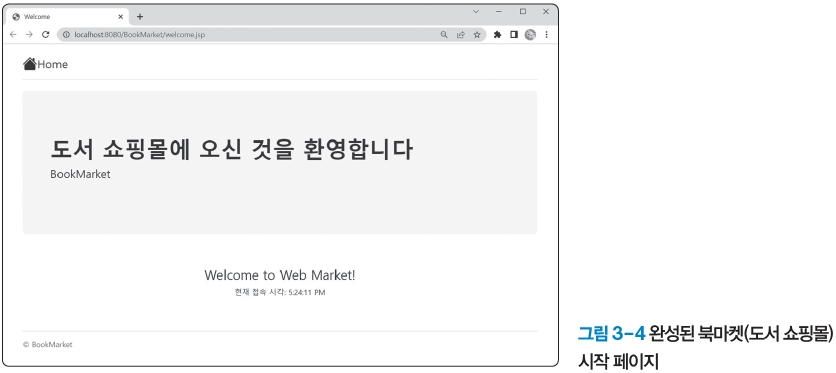 Welcome
localhost:8080/BookMarket/welcome.jsp
Home
도서 쇼핑몰에 오신 것을 환영합니다
BookMarket
Welcome to Web Market!
현재 접속 시각: 5:24:11 PM
© BookMarket
그림 3-4 완성된 북마켓(도서 쇼핑몰)
시작 페이지